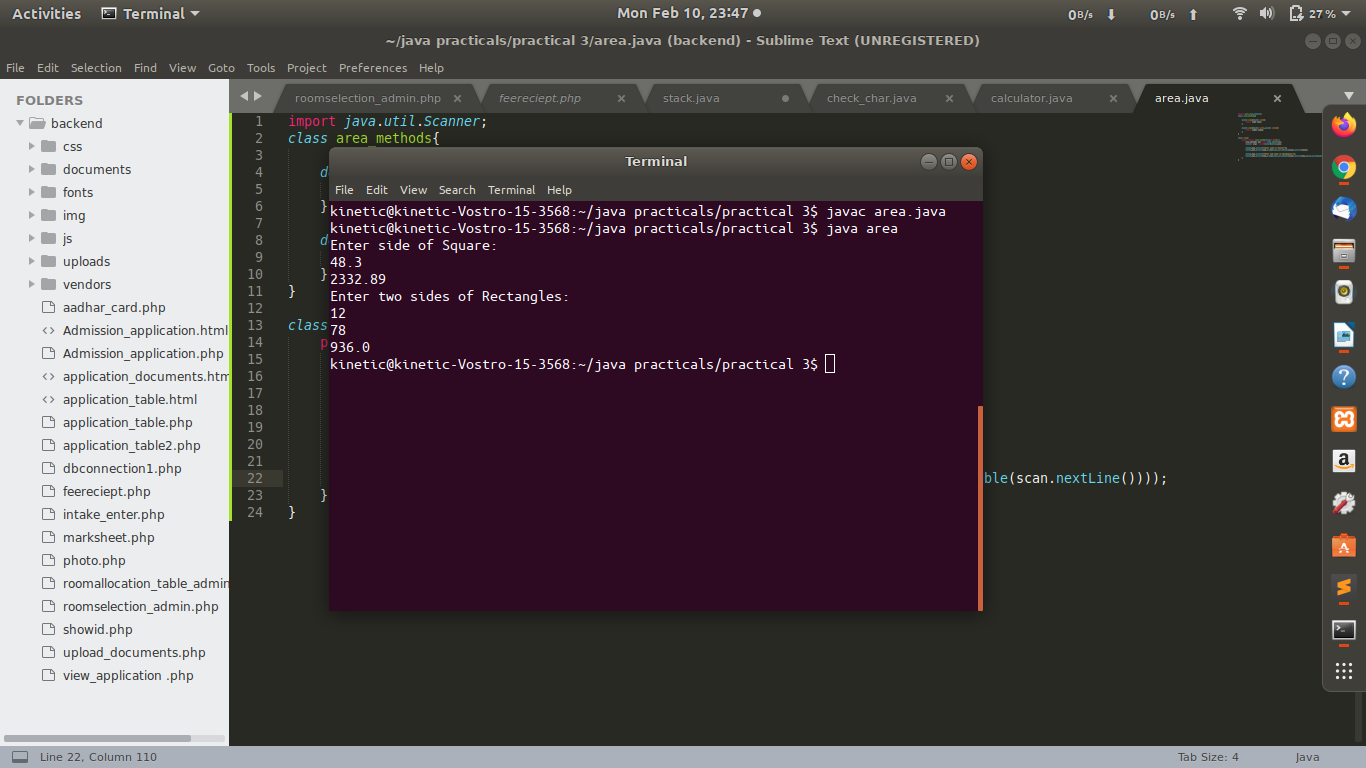 Activities Terminal Mon Feb 10, 23:47 0B/s 0B/s 27 %
~/java practicals/practical 3/area.java (backend) - Sublime Text (UNREGISTERED)
File Edit Selection Find View Goto Tools Project Preferences Help
FOLDERS
backend
css
documents
fonts
img
js
uploads
vendors
aadhar_card.php
Admission_application.html
Admission_application.php
application_documents.htm
application_table.html
application_table.php
application_table2.php
dbconnection1.php
feereciept.php
intake_enter.php
marksheet.php
photo.php
roomallocation_table_admin
roomselection_admin.php
showid.php
upload_documents.php
view_application .php
roomselection_admin.php feereciept.php stack.java check_char.java calculator.java area.java
1 import java.util.Scanner;
2 class area_methods{
3
4 d
5
6 }
7
8 d
9
10 }
11 }
12
13 class
14 p
15
16
17
18
19
20
21
22 ble(scan.nextLine())));
23 }
24 }
Terminal
File Edit View Search Terminal Help
kinetic@kinetic-Vostro-15-3568:~/java practicals/practical 3$ javac area.java
kinetic@kinetic-Vostro-15-3568:~/java practicals/practical 3$ java area
Enter side of Square:
48.3
2332.89
Enter two sides of Rectangles:
12
78
936.0
kinetic@kinetic-Vostro-15-3568:~/java practicals/practical 3$
Line 22, Column 110 Tab Size: 4 Java